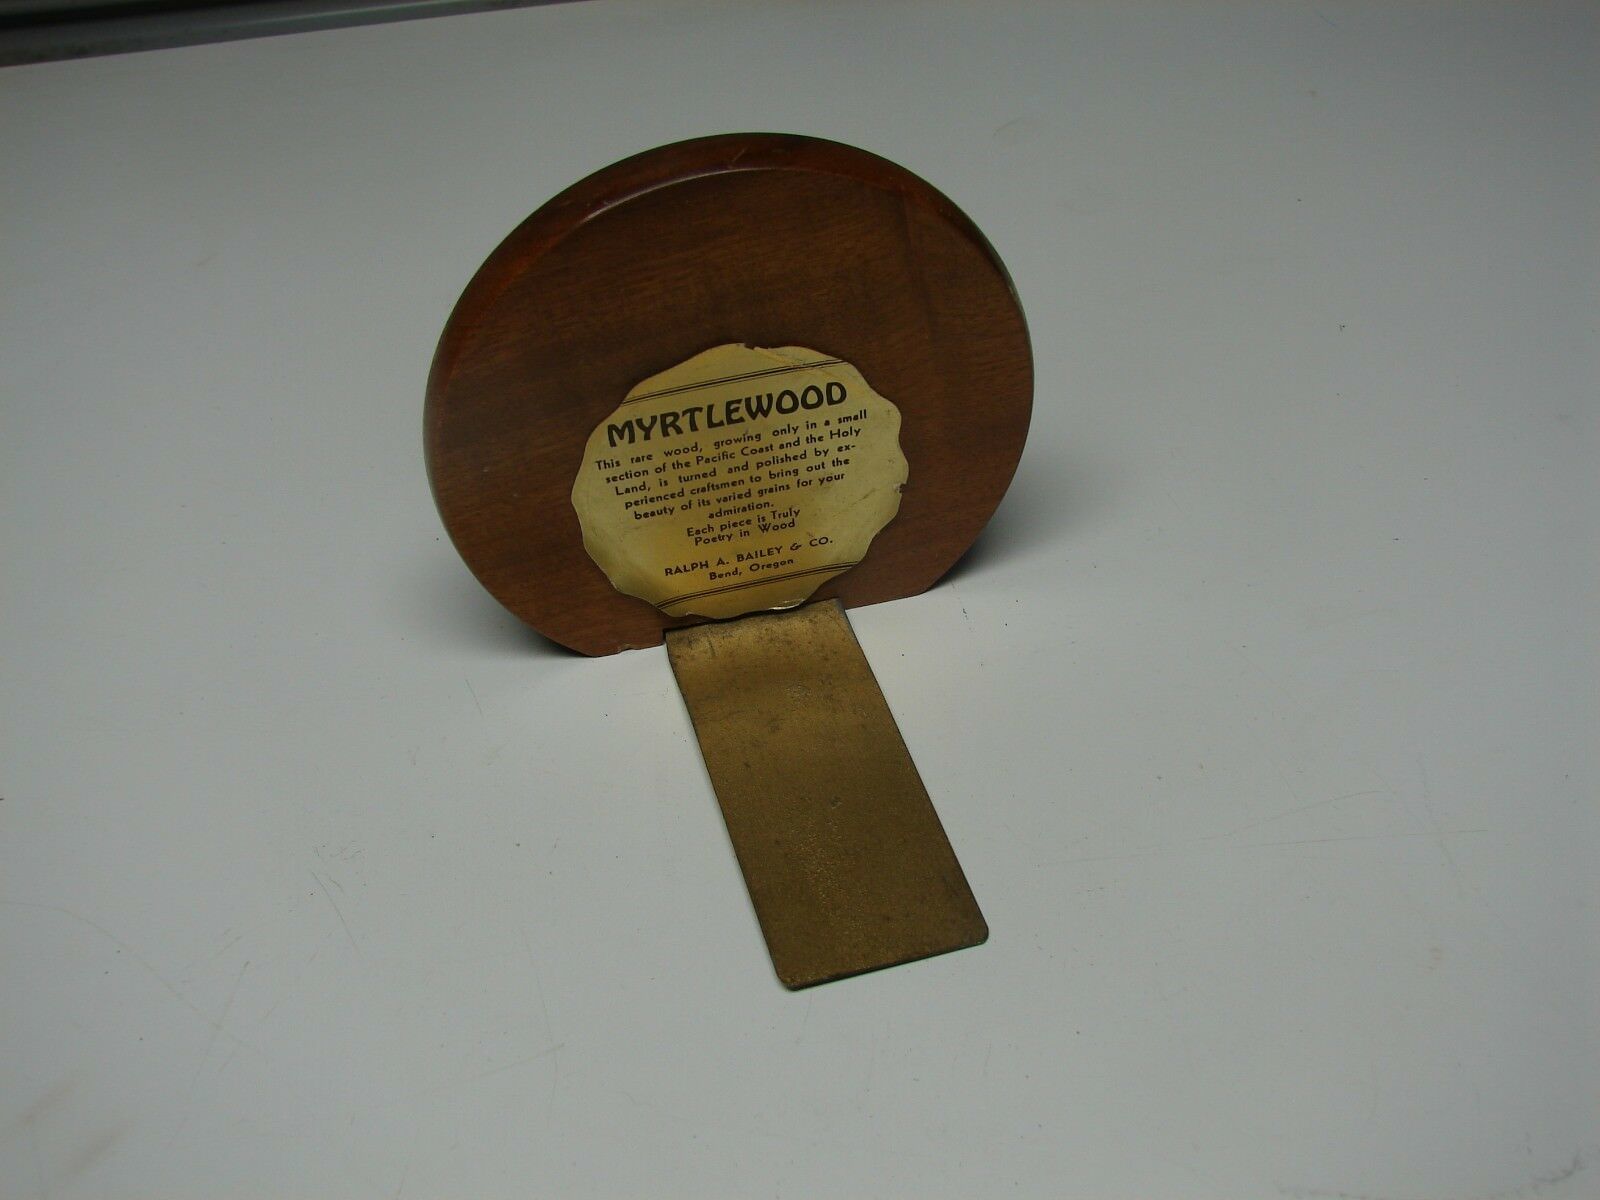 MYRTLEWOOD
This rare wood, growing only in a small
section of the Pacific Coast and the Holy
Land, is turned and polished by ex-
perienced craftsmen to bring out the
beauty of its varied grains for your
admiration.
Each piece is Truly
Poetry in Wood
RALPH A. BAILEY & CO.
Bend, Oregon